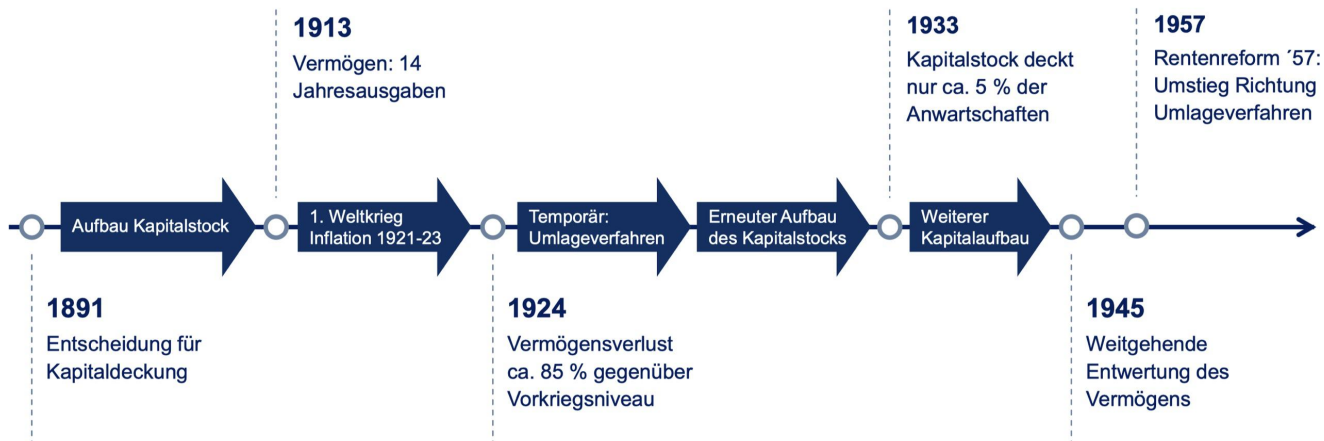 1913
Vermögen: 14
Jahresausgaben
1933
Kapitalstock deckt
nur ca. 5 % der
Anwartschaften
1957
Rentenreform ´57:
Umstieg Richtung
Umlageverfahren
Aufbau Kapitalstock
1. Weltkrieg
Inflation 1921-23
Temporär:
Umlageverfahren
Erneuter Aufbau
des Kapitalstocks
Weiterer
Kapitalaufbau
1891
Entscheidung für
Kapitaldeckung
1924
Vermögensverlust
ca. 85 % gegenüber
Vorkriegsniveau
1945
Weitgehende
Entwertung des
Vermögens